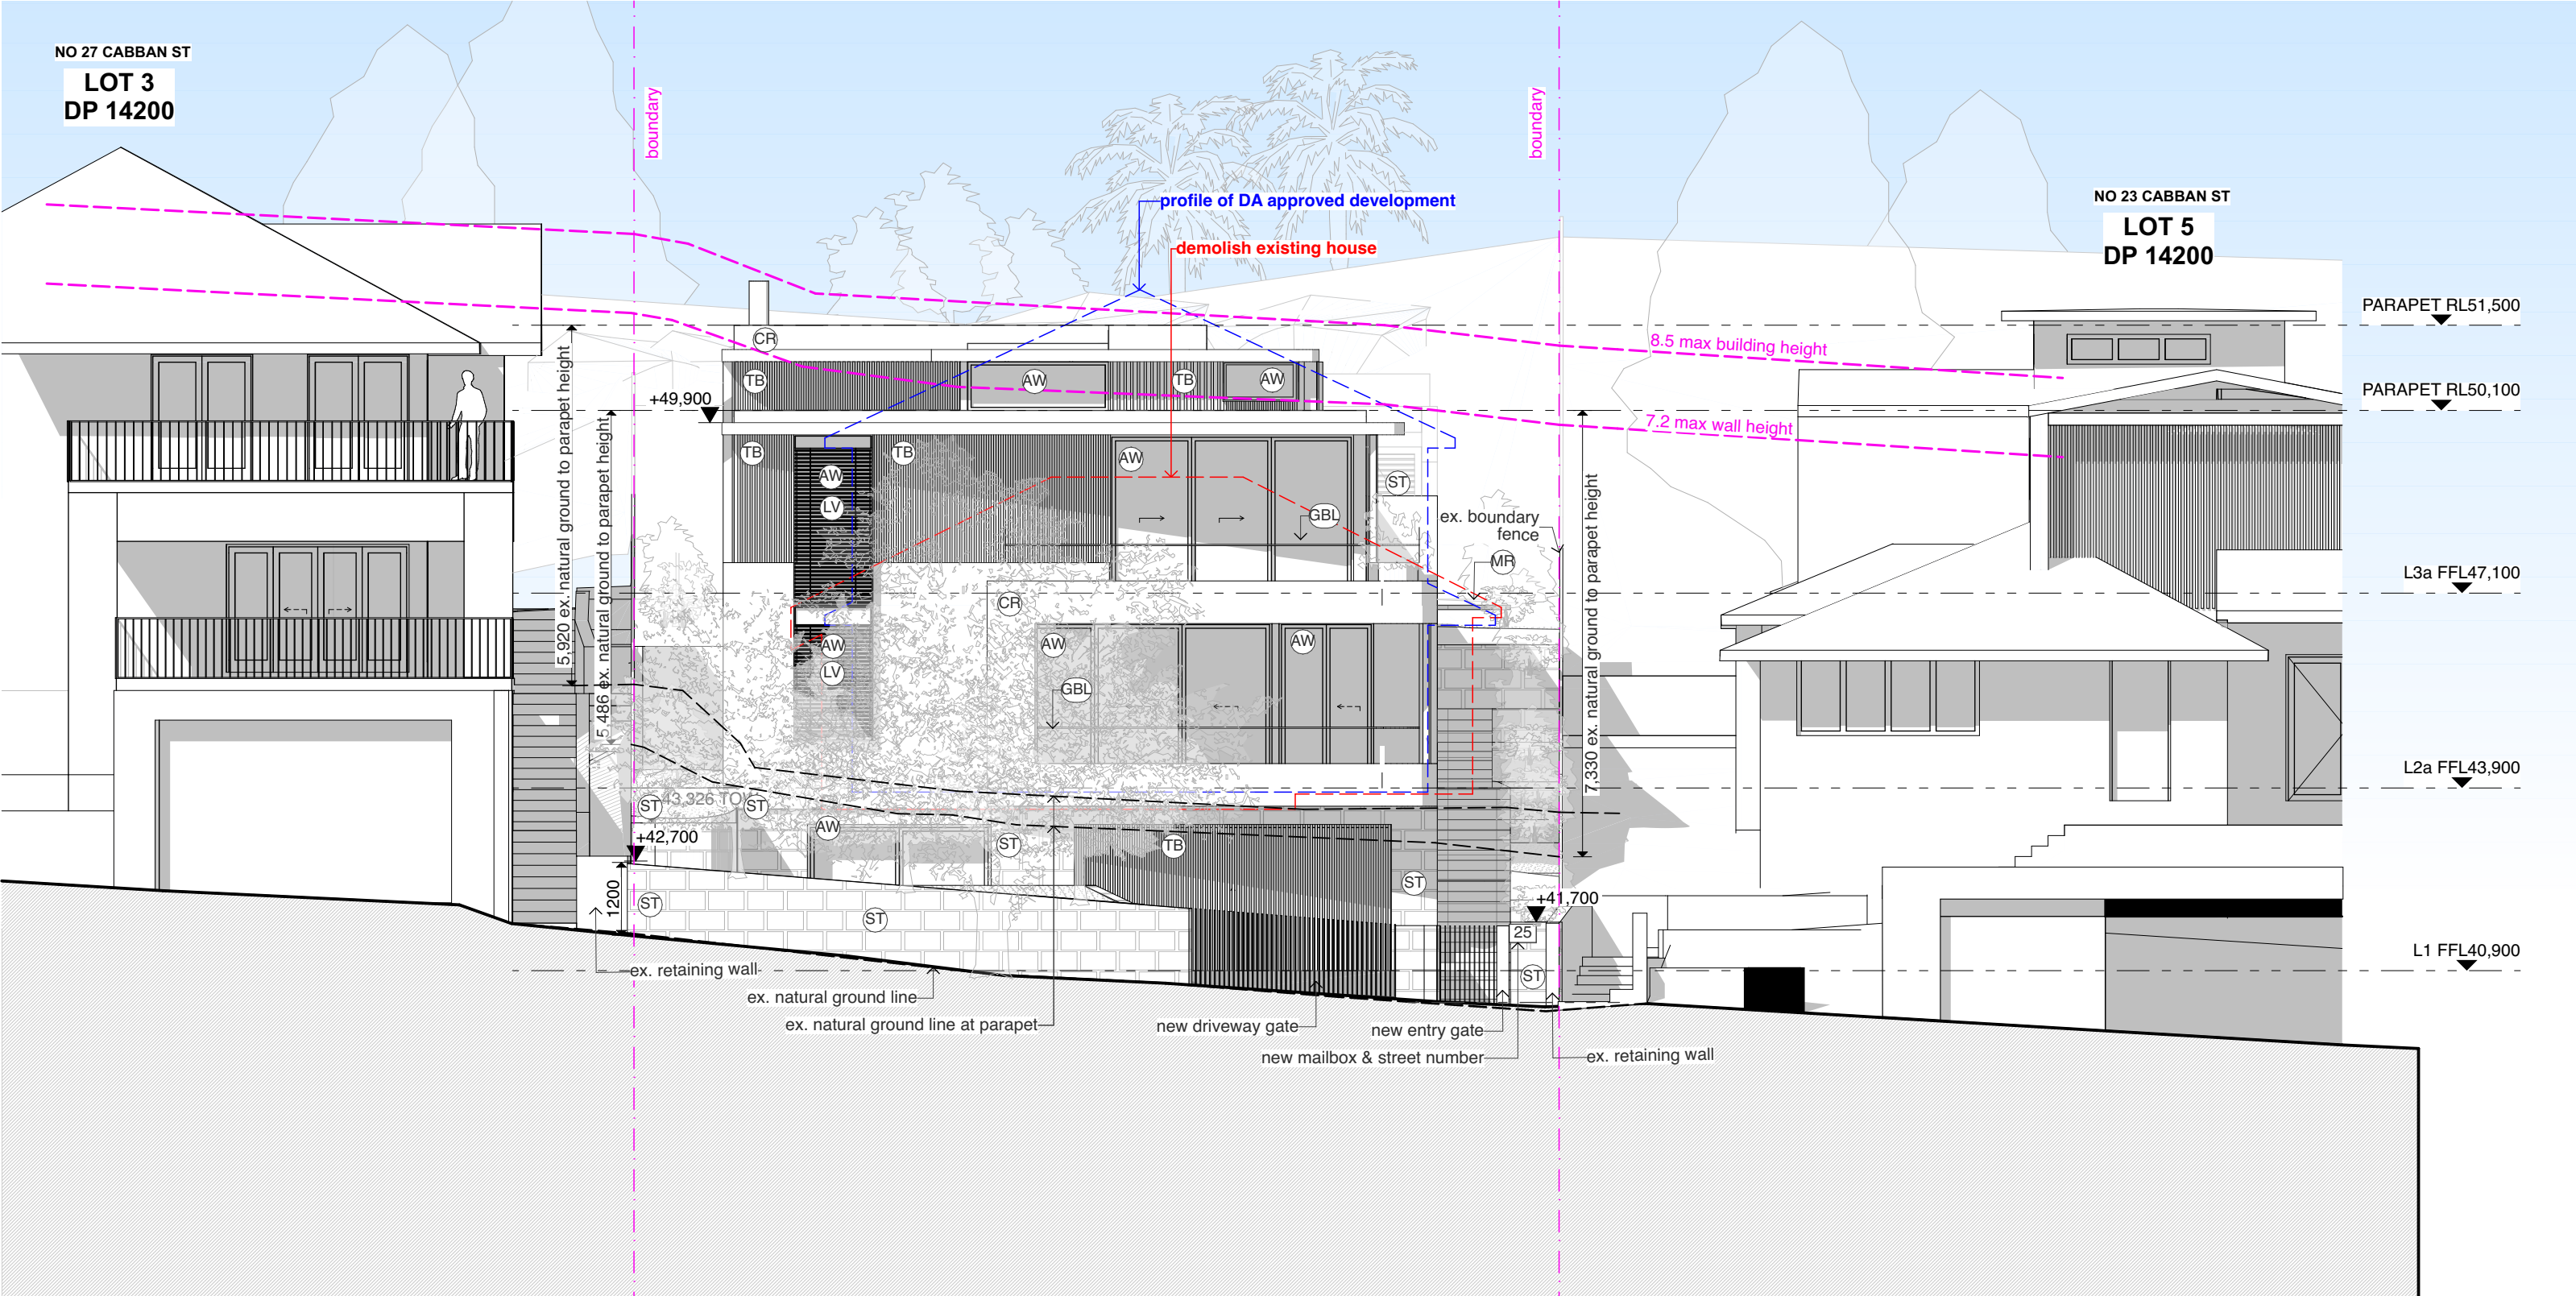 NO 27 CABBAN ST
LOT 3
DP 14200
boundary
boundary
NO 23 CABBAN ST
LOT 5
DP 14200
profile of DA approved development
demolish existing house
PARAPET RL51,500
8.5 max building height
CR
TB
AW
TB
AW
PARAPET RL50,100
+49,900
7.2 max wall height
TB
TB
AW
AW
ST
LV
GBL
ex. boundary
fence
5,920 ex. natural ground to parapet height
5,486 ex. natural ground to parapet height
7,330 ex. natural ground to parapet height
MR
L3a FFL47,100
CR
AW
AW
AW
LV
GBL
L2a FFL43,900
ST
ST
+42,700
AW
ST
TB
ST
1200
ST
ST
+41,700
25
ST
L1 FFL40,900
ex. retaining wall
ex. natural ground line
ex. natural ground line at parapet
new driveway gate
new entry gate
new mailbox & street number
ex. retaining wall